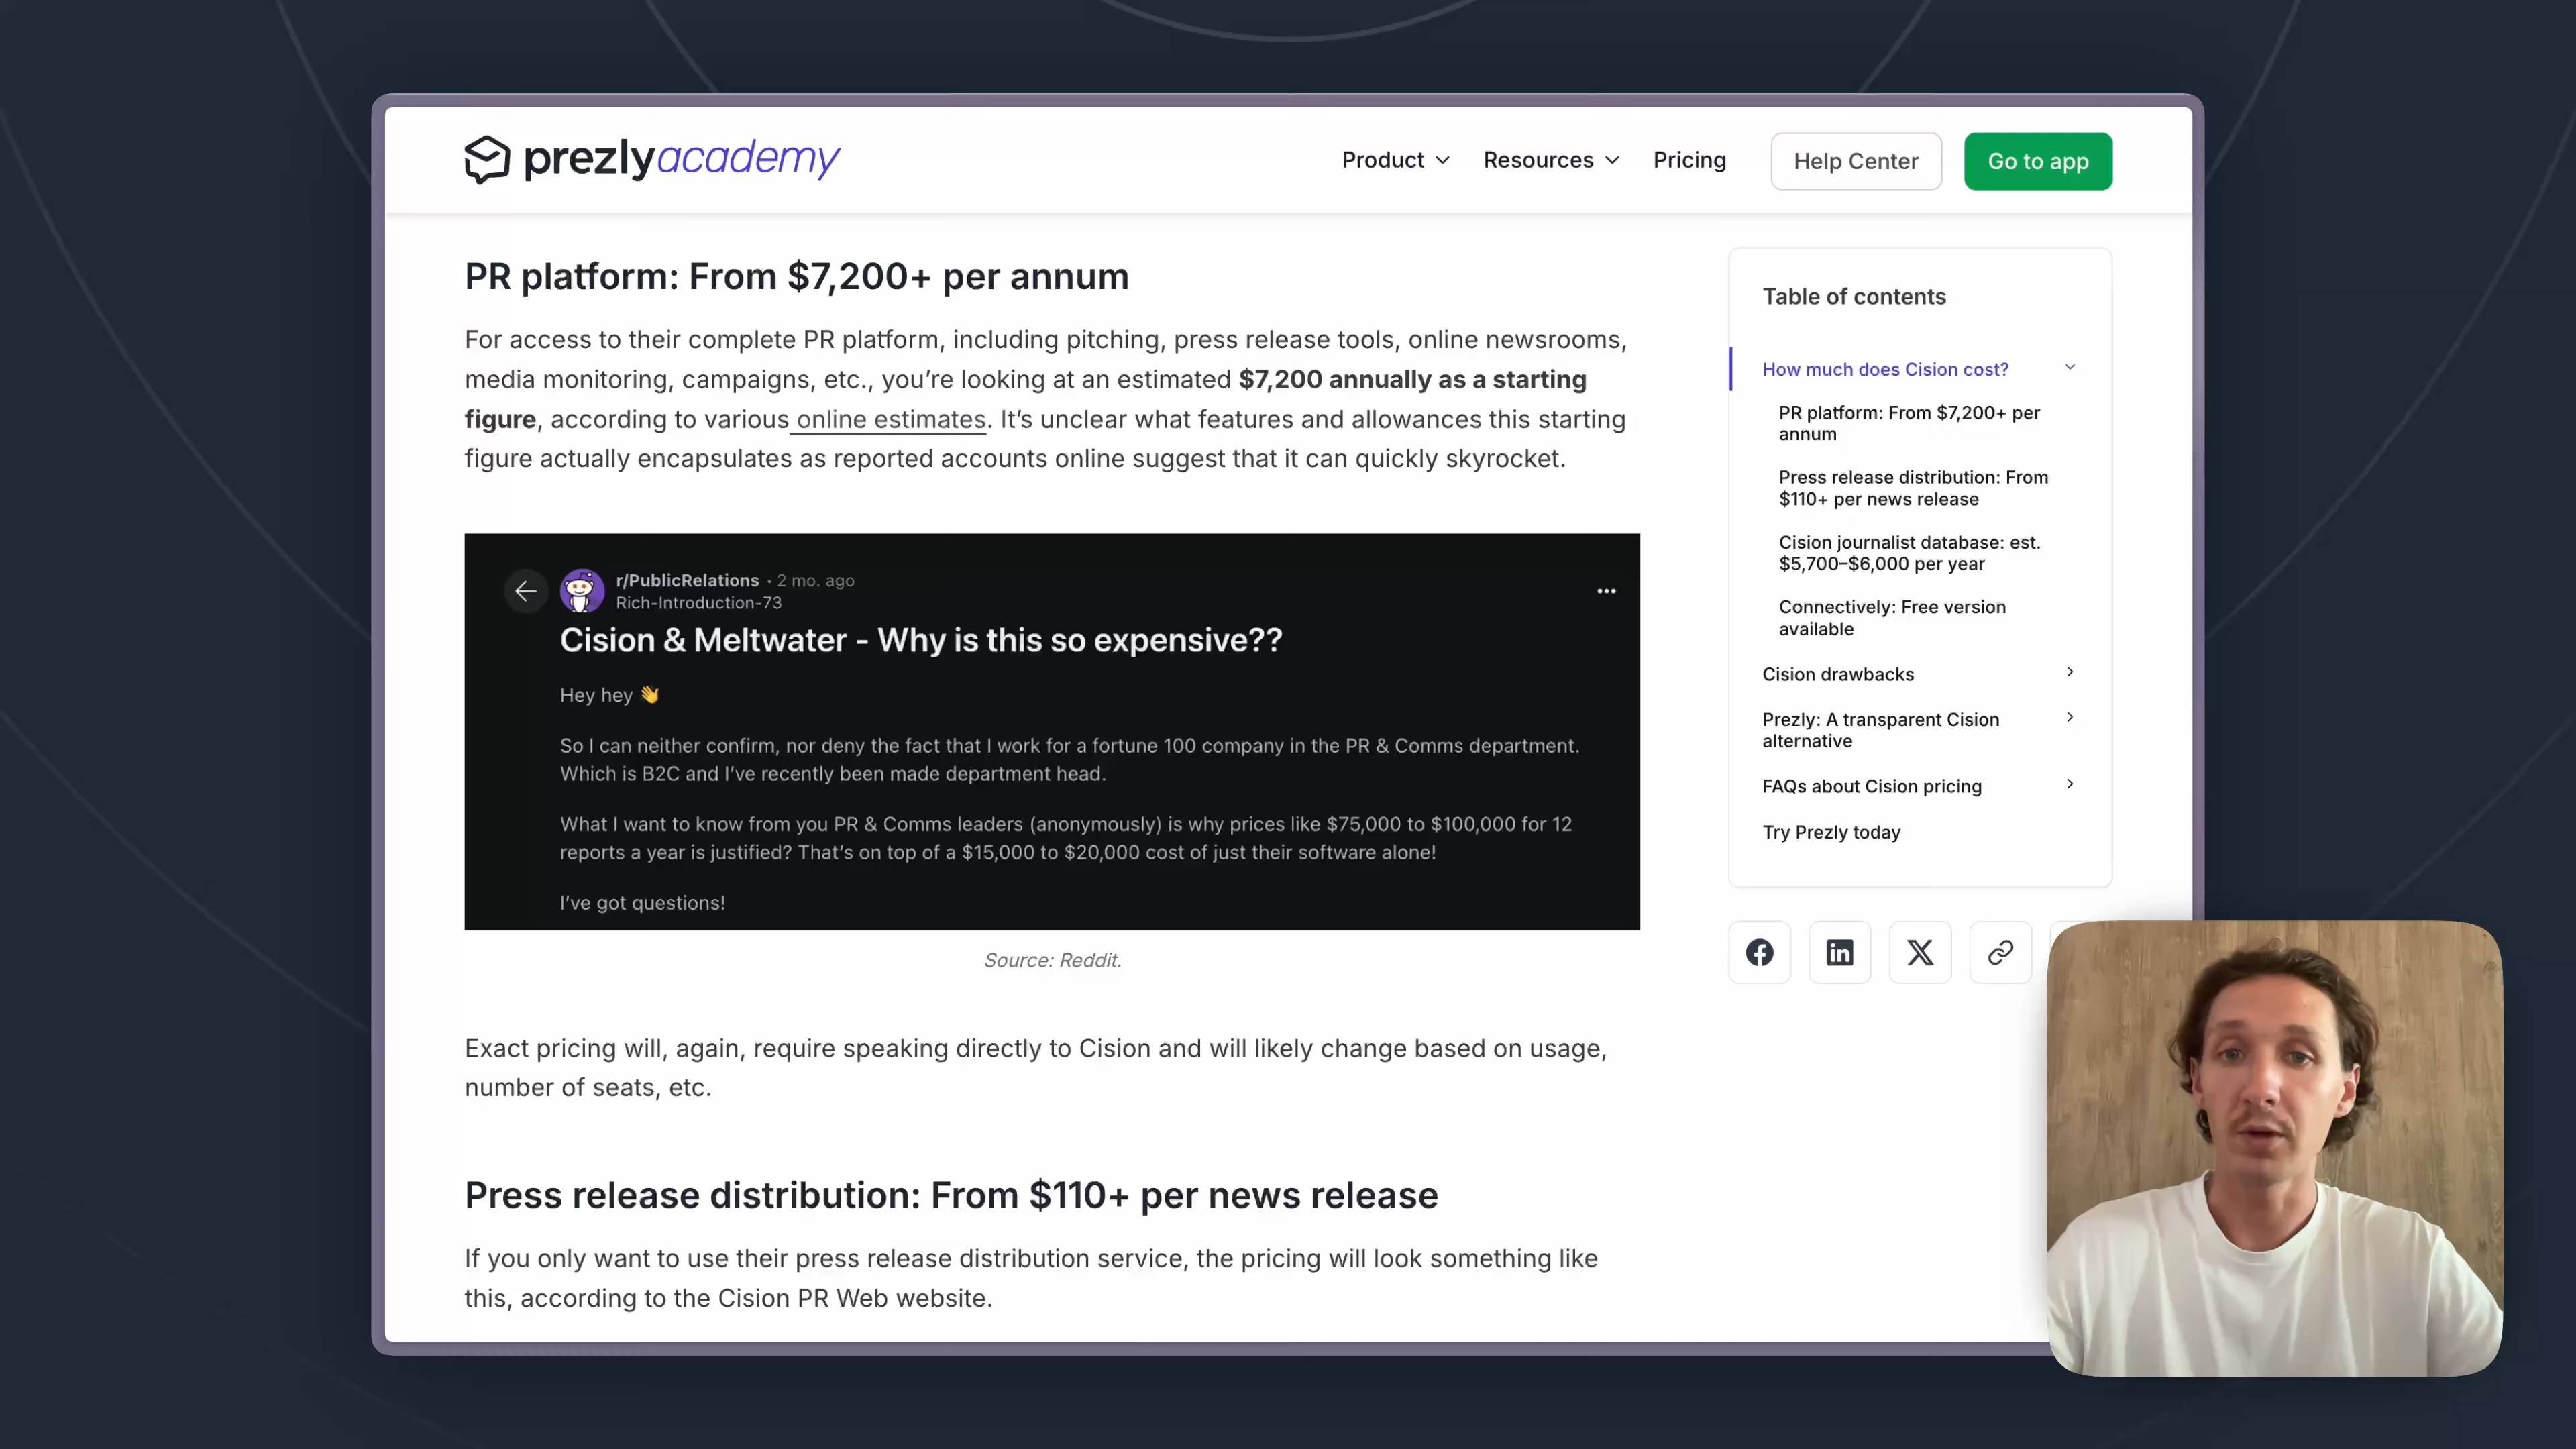 prezlyacademy
Product
Resources
Pricing
Help Center
Go to app
PR platform: From $7,200+ per annum
For access to their complete PR platform, including pitching, press release tools, online newsrooms,
media monitoring, campaigns, etc., you’re looking at an estimated $7,200 annually as a starting
figure, according to various online estimates. It’s unclear what features and allowances this starting
figure actually encapsulates as reported accounts online suggest that it can quickly skyrocket.
r/PublicRelations • 2 mo. ago
Rich-Introduction-73
Cision & Meltwater - Why is this so expensive??
Hey hey 👋
So I can neither confirm, nor deny the fact that I work for a fortune 100 company in the PR & Comms department.
Which is B2C and I’ve recently been made department head.
What I want to know from you PR & Comms leaders (anonymously) is why prices like $75,000 to $100,000 for 12
reports a year is justified? That’s on top of a $15,000 to $20,000 cost of just their software alone!
I’ve got questions!
Source: Reddit.
Exact pricing will, again, require speaking directly to Cision and will likely change based on usage,
number of seats, etc.
Press release distribution: From $110+ per news release
If you only want to use their press release distribution service, the pricing will look something like
this, according to the Cision PR Web website.
Table of contents
How much does Cision cost?
PR platform: From $7,200+ per
annum
Press release distribution: From
$110+ per news release
Cision journalist database: est.
$5,700–$6,000 per year
Connectively: Free version
available
Cision drawbacks
Prezly: A transparent Cision
alternative
FAQs about Cision pricing
Try Prezly today